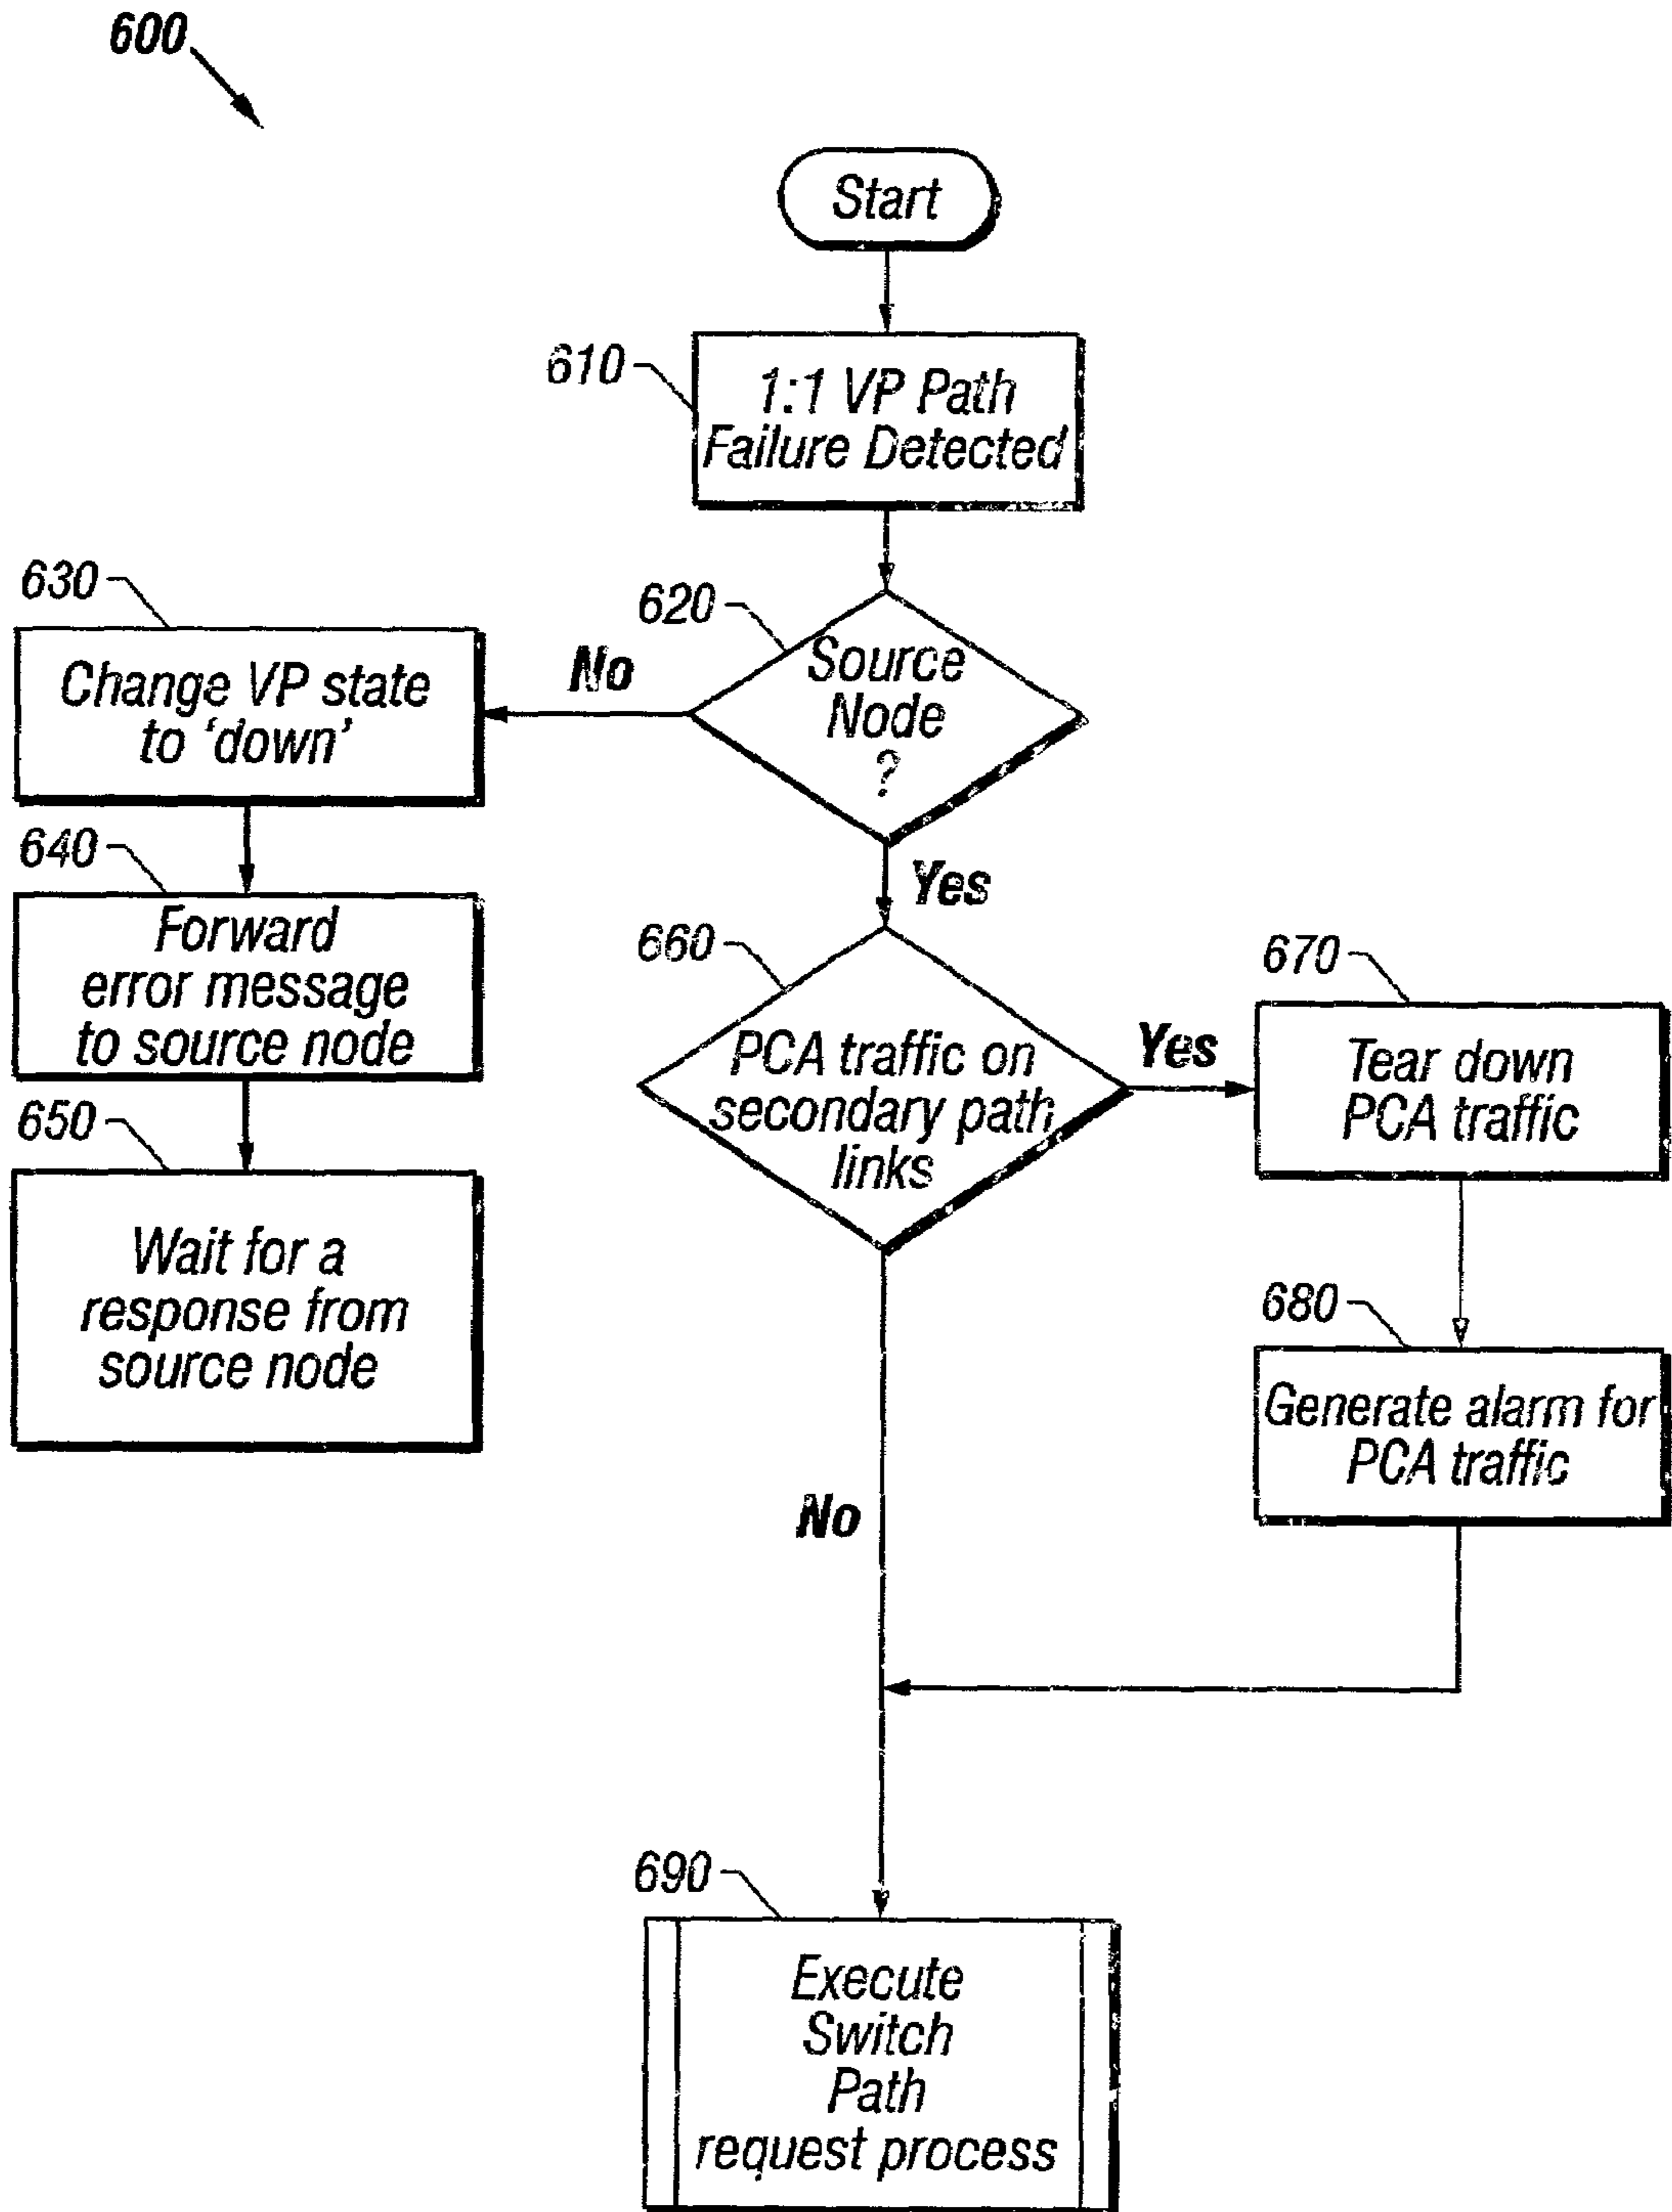 600
Start
610
1:1 VP Path
Failure Detected
620
Source
Node
?
No
630
Change VP state
to ‘down’
640
Forward
error message
to source node
650
Wait for a
response from
source node
Yes
660
PCA traffic on
secondary path
links
Yes
670
Tear down
PCA traffic
680
Generate alarm for
PCA traffic
No
690
Execute
Switch
Path
request process